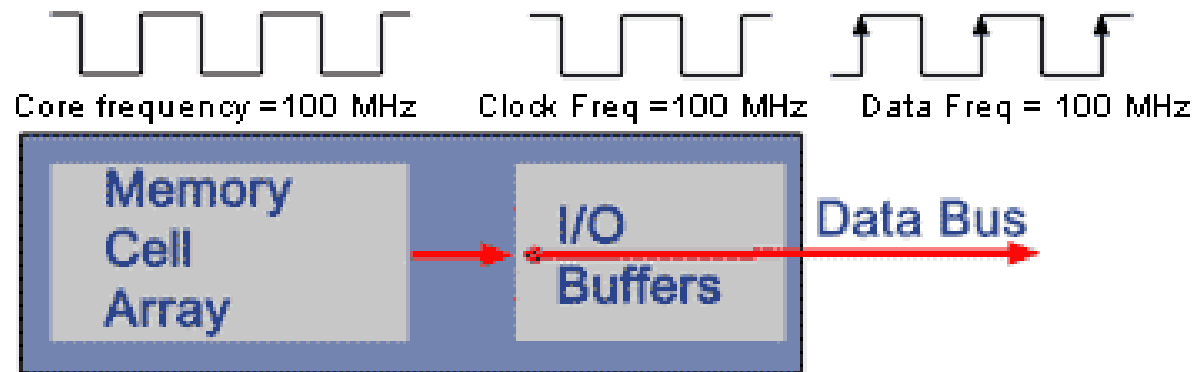 Core frequency =100 MHz
Clock Freq =100 MHz
Data Freq = 100 MHz
Memory
Cell
Array
I/O
Buffers
Data Bus